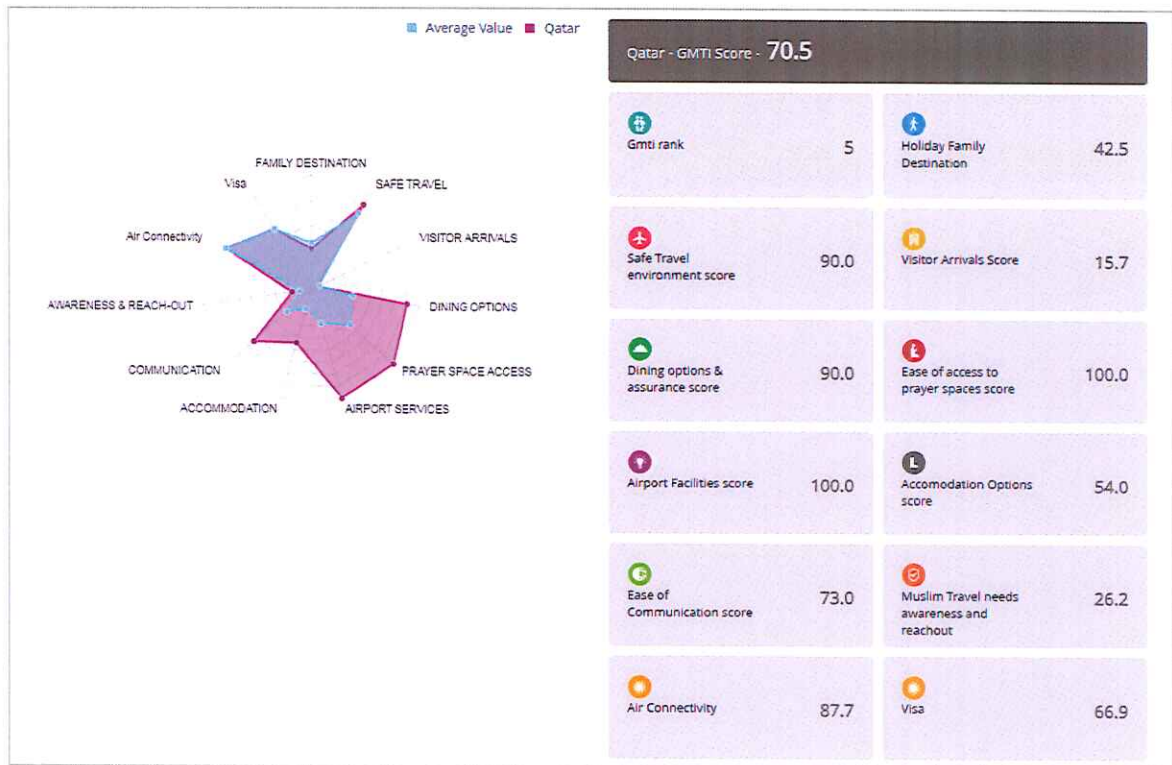 Average Value Qatar
FAMILY DESTINATION
Visa
SAFE TRAVEL
Air Connectivity
VISITOR ARRIVALS
AWARENESS & REACH-OUT
DINING OPTIONS
COMMUNICATION
PRAYER SPACE ACCESS
ACCOMMODATION
AIRPORT SERVICES
Qatar - GMTI Score - 70.5
Gmti rank 5
Holiday Family
Destination 42.5
Safe Travel
environment score 90.0
Visitor Arrivals Score 15.7
Dining options &
assurance score 90.0
Ease of access to
prayer spaces score 100.0
Airport Facilities score 100.0
Accomodation Options
score 54.0
Ease of
Communication score 73.0
Muslim Travel needs
awareness and
reachout 26.2
Air Connectivity 87.7
Visa 66.9